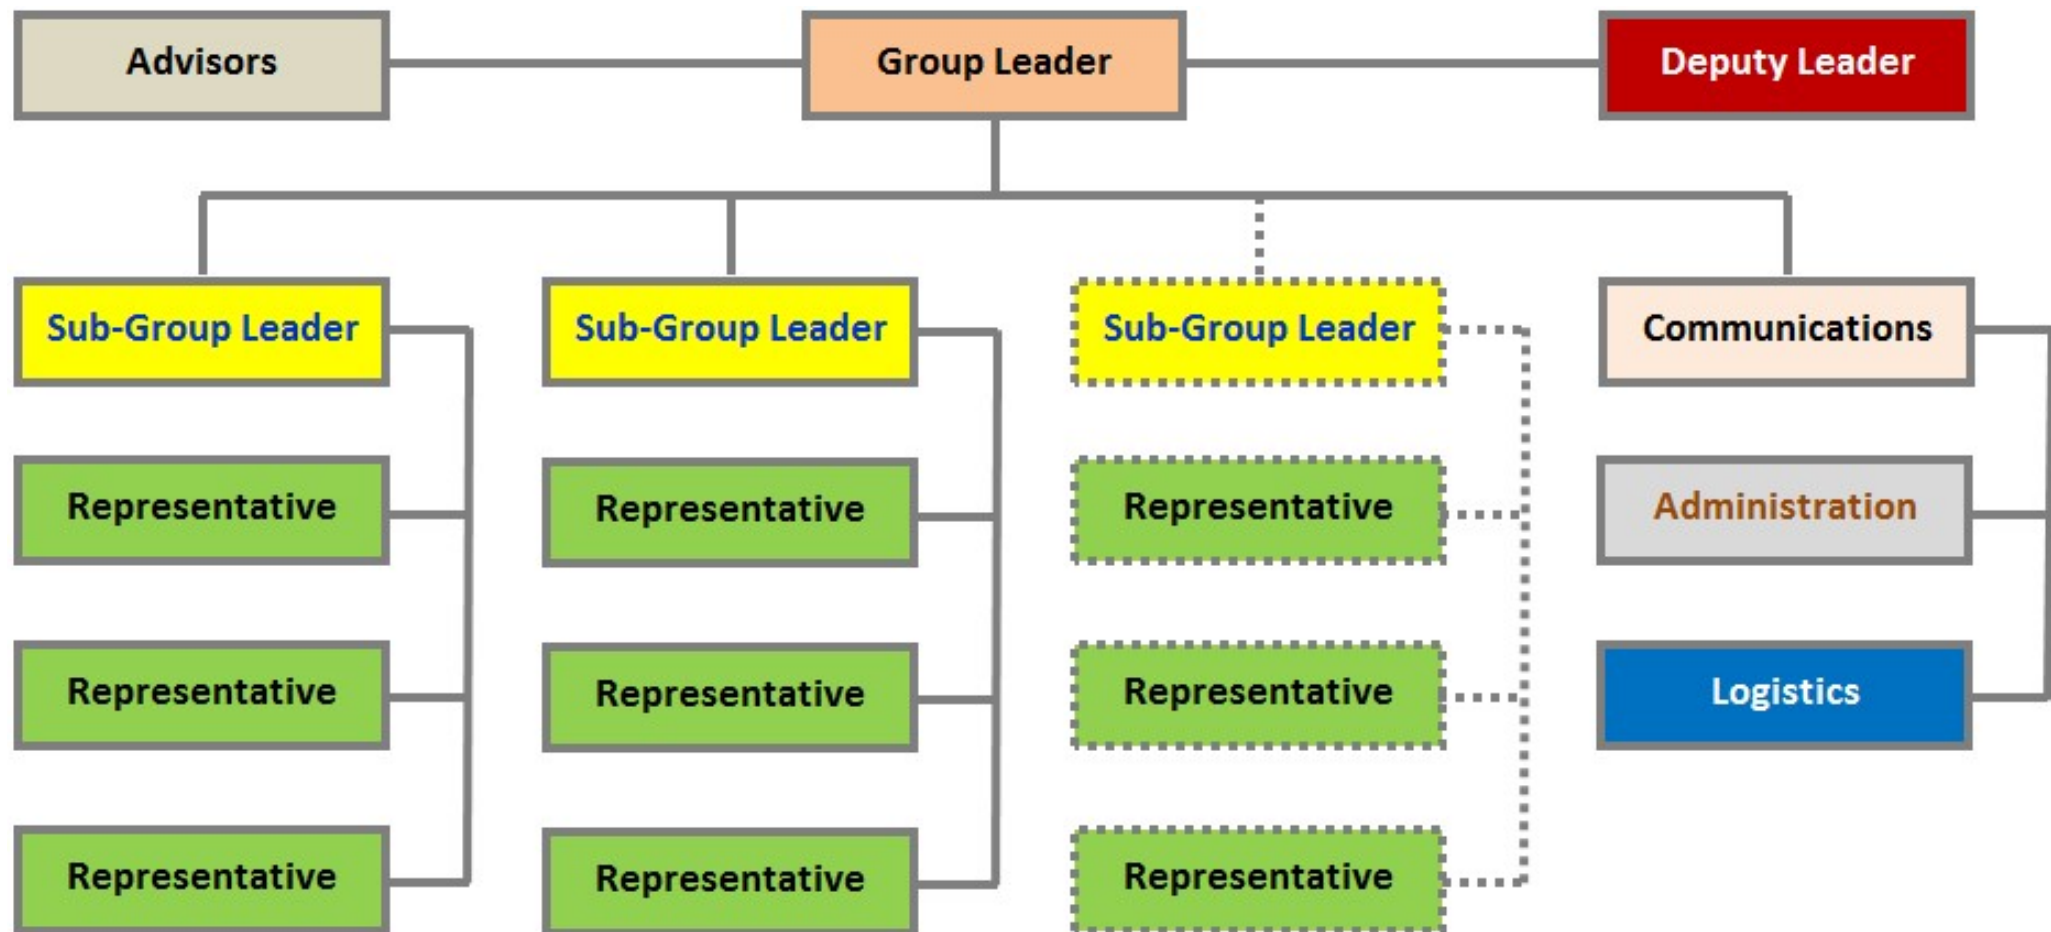 Advisors
Group Leader
Deputy Leader
Sub-Group Leader
Sub-Group Leader
Sub-Group Leader
Communications
Representative
Representative
Representative
Administration
Representative
Representative
Representative
Logistics
Representative
Representative
Representative